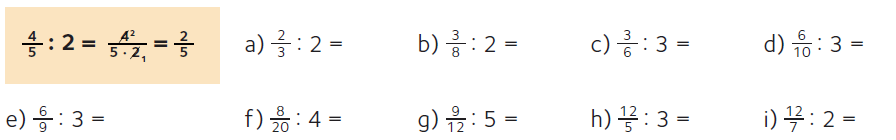 4/5 : 2 = 4²/5 · 2₁ = 2/5 a) 2/3 : 2 = b) 3/8 : 2 = c) 3/6 : 3 = d) 6/10 : 3 =
e) 6/9 : 3 = f) 8/20 : 4 = g) 9/12 : 5 = h) 12/5 : 3 = i) 12/7 : 2 =